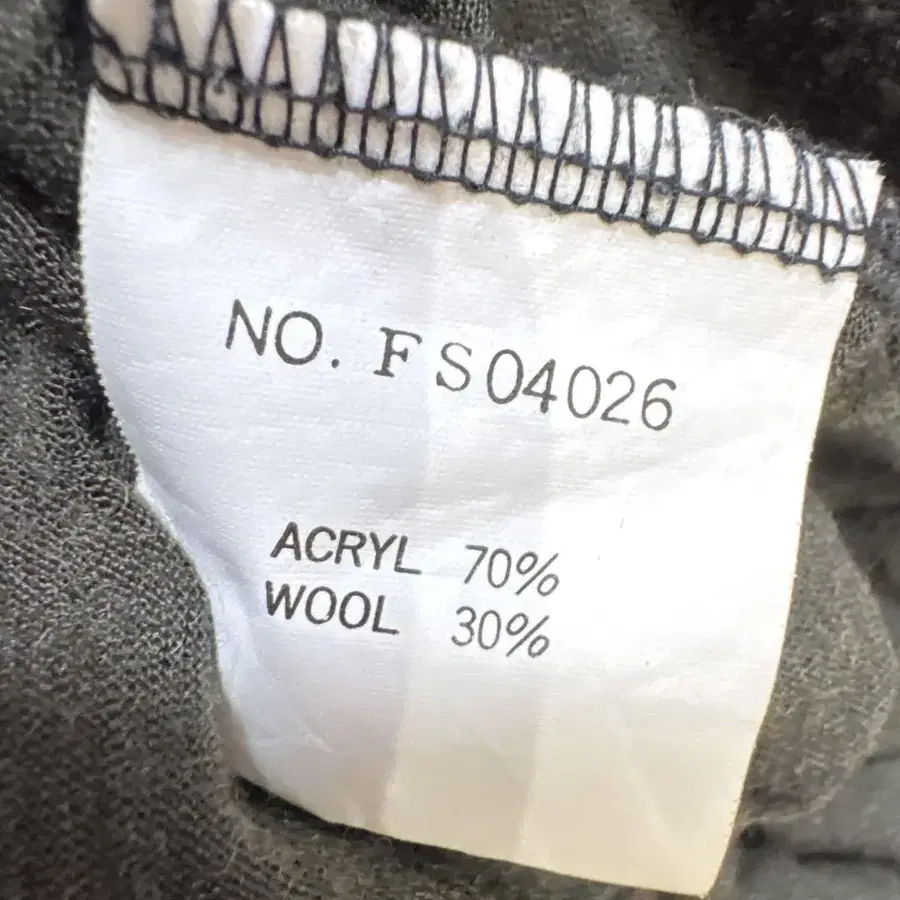 NO. FS04026
ACRYL 70%
WOOL 30%